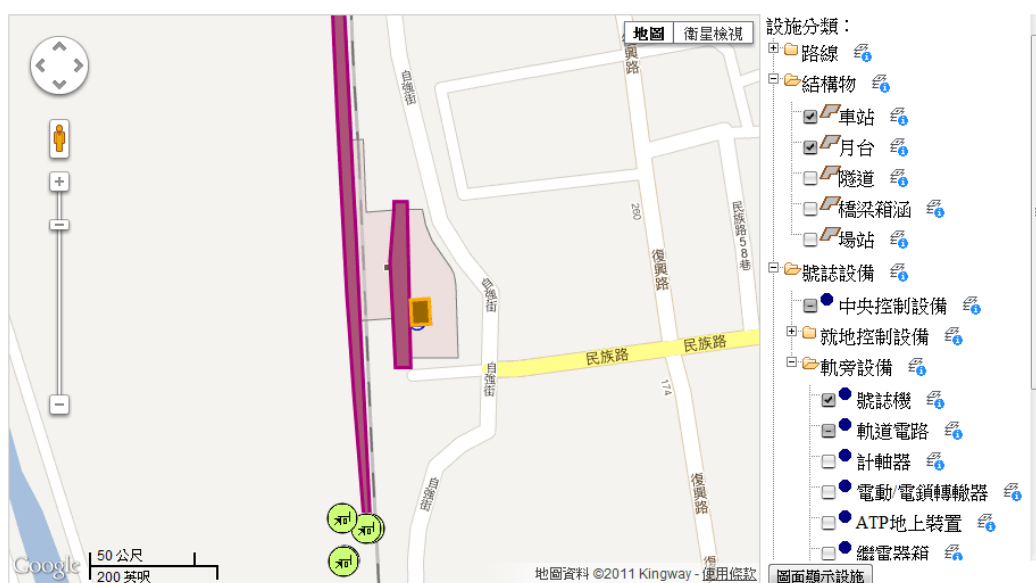 地圖 衛星檢視
自強街
復興路
260
民族路58巷
復興路
自強街
民族路
民族路
自強街
174
自強街
復興路
復
Google
50 公尺
200 英呎
地圖資料 ©2011 Kingway - 使用條款
設施分類：
路線
結構物
車站
月台
隧道
橋梁箱涵
場站
號誌設備
中央控制設備
就地控制設備
軌旁設備
號誌機
軌道電路
計軸器
電動/電鎖轉轍器
ATP地上裝置
繼電器箱
圖面顯示設施